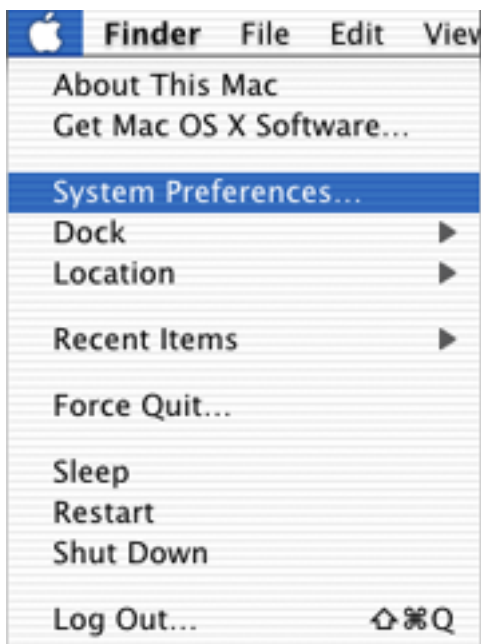 Finder File Edit View
About This Mac
Get Mac OS X Software...
System Preferences...
Dock
Location
Recent Items
Force Quit...
Sleep
Restart
Shut Down
Log Out... ⇧⌘Q